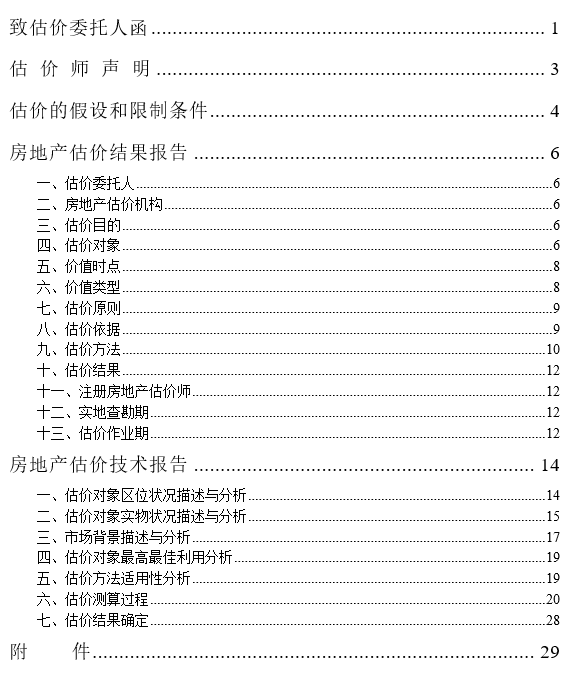 致估价委托人函 1
估 价 师 声 明 3
估价的假设和限制条件 4
房地产估价结果报告 6
一、估价委托人 6
二、房地产估价机构 6
三、估价目的 6
四、估价对象 6
五、价值时点 8
六、价值类型 8
七、估价原则 9
八、估价依据 9
九、估价方法 10
十、估价结果 12
十一、注册房地产估价师 12
十二、实地查勘期 12
十三、估价作业期 12
房地产估价技术报告 14
一、估价对象区位状况描述与分析 14
二、估价对象实物状况描述与分析 15
三、市场背景描述与分析 17
四、估价对象最高最佳利用分析 19
五、估价方法适用性分析 19
六、估价测算过程 20
七、估价结果确定 28
附 件 29